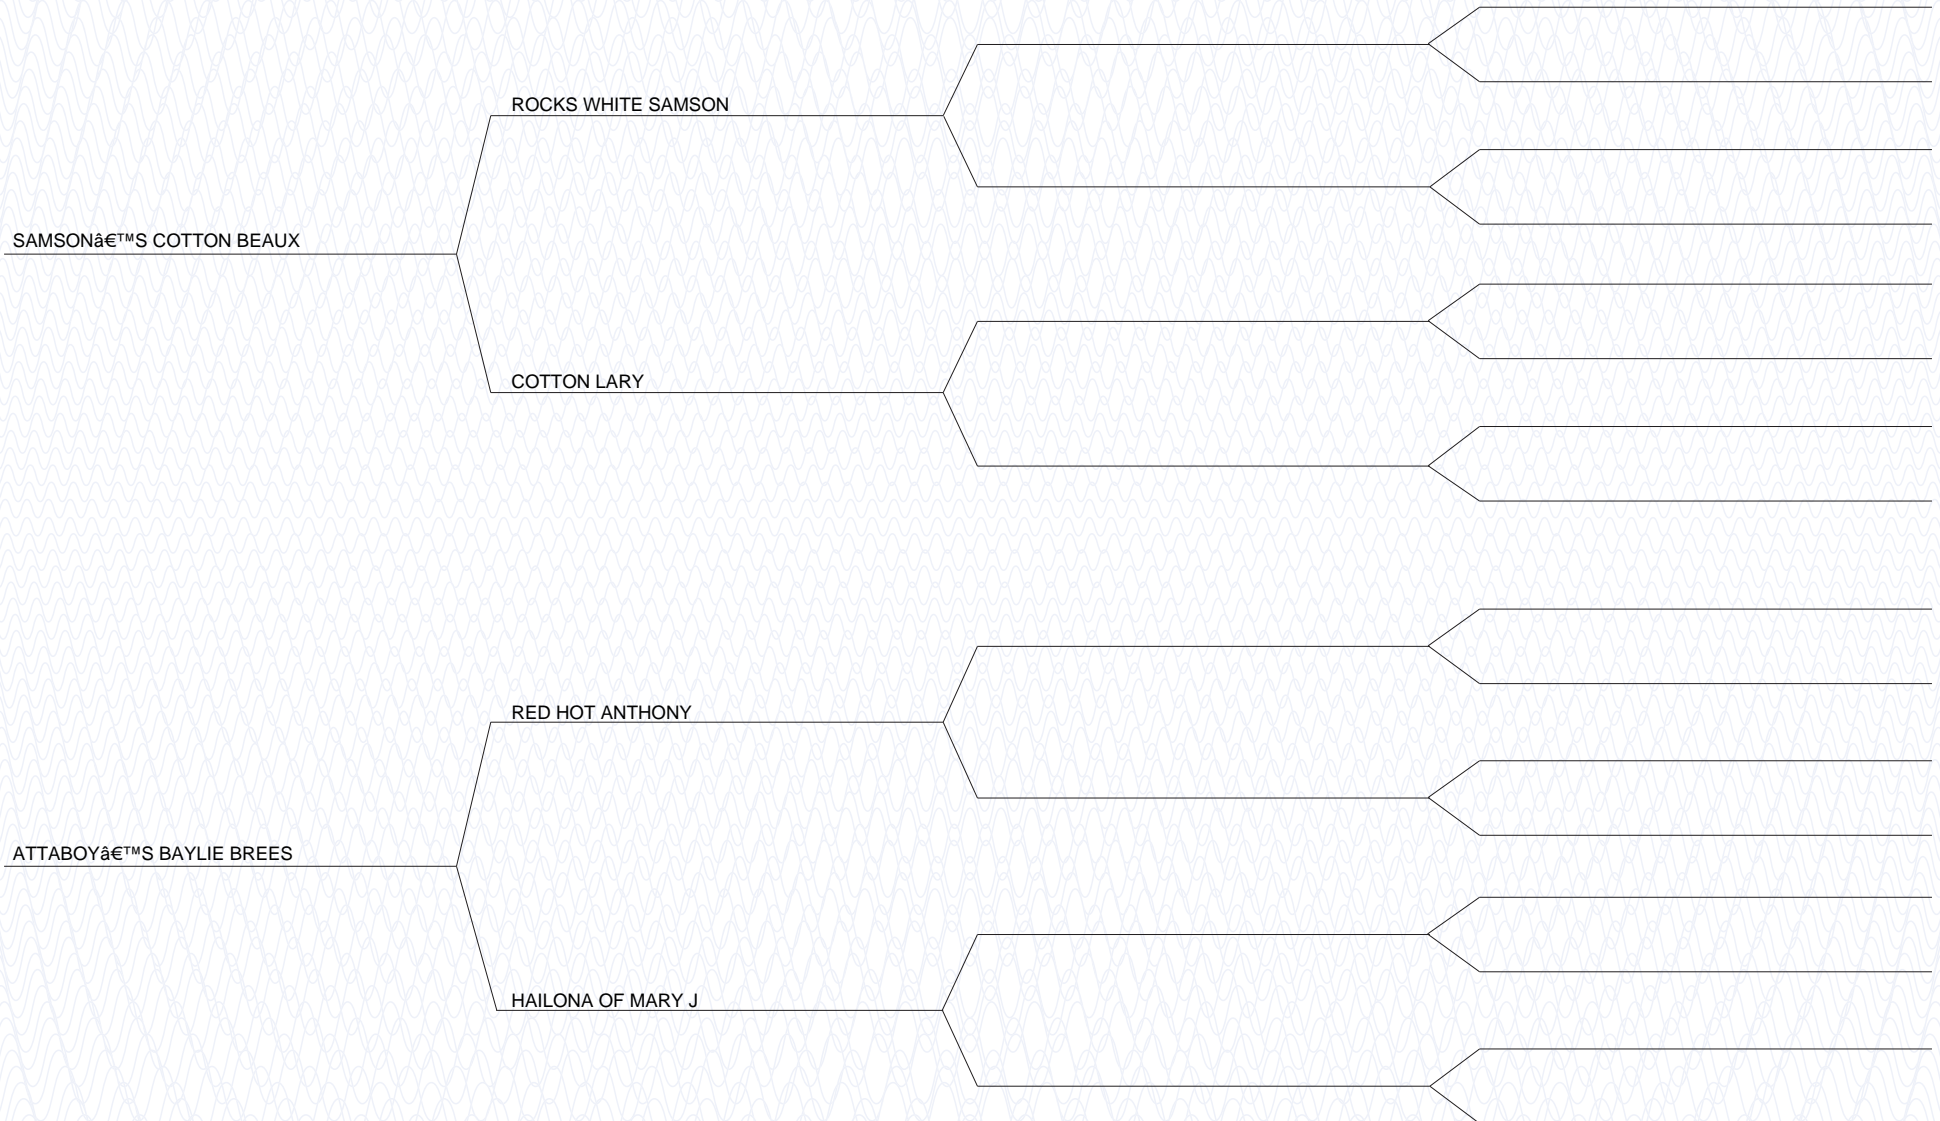 ROCKS WHITE SAMSON
SAMSONâ€™S COTTON BEAUX
COTTON LARY
RED HOT ANTHONY
ATTABOYâ€™S BAYLIE BREES
HAILONA OF MARY J